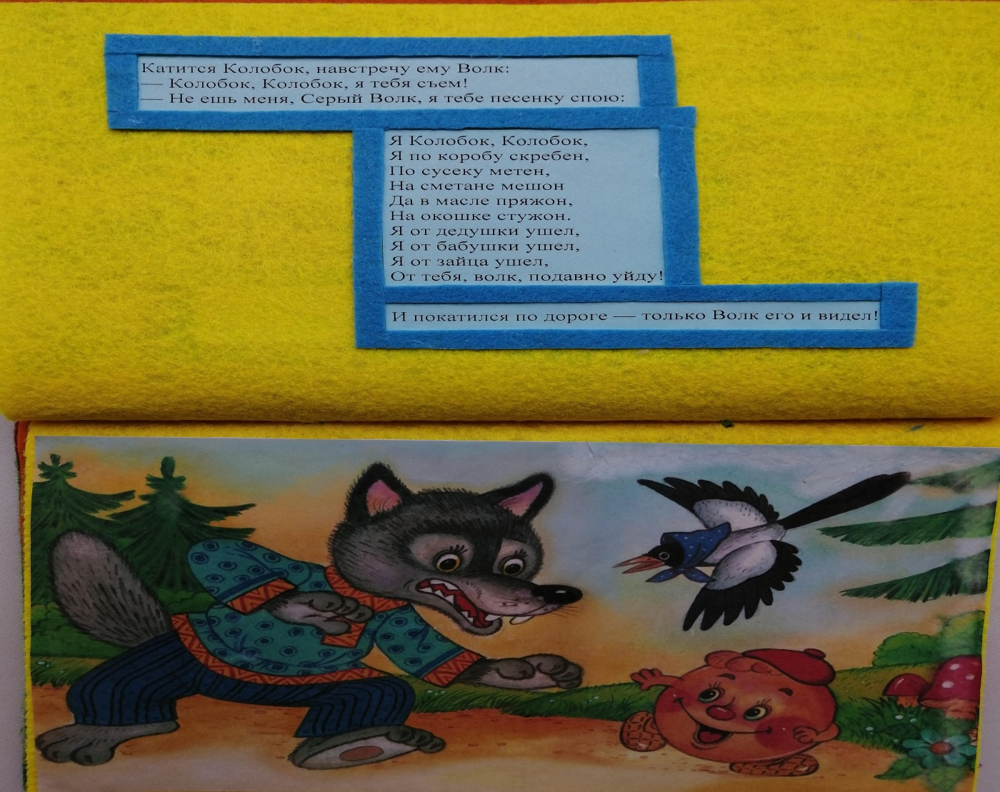 Катится Колобок, навстречу ему Волк:
— Колобок, Колобок, я тебя съем!
— Не ешь меня, Серый Волк, я тебе песенку спою:
Я Колобок, Колобок,
Я по коробу скребен,
По сусеку метен,
На сметане мешон
Да в масле пряжон,
На окошке стужон.
Я от дедушки ушел,
Я от бабушки ушел,
Я от зайца ушел,
От тебя, волк, подавно уйду!
И покатился по дороге — только Волк его и видел!